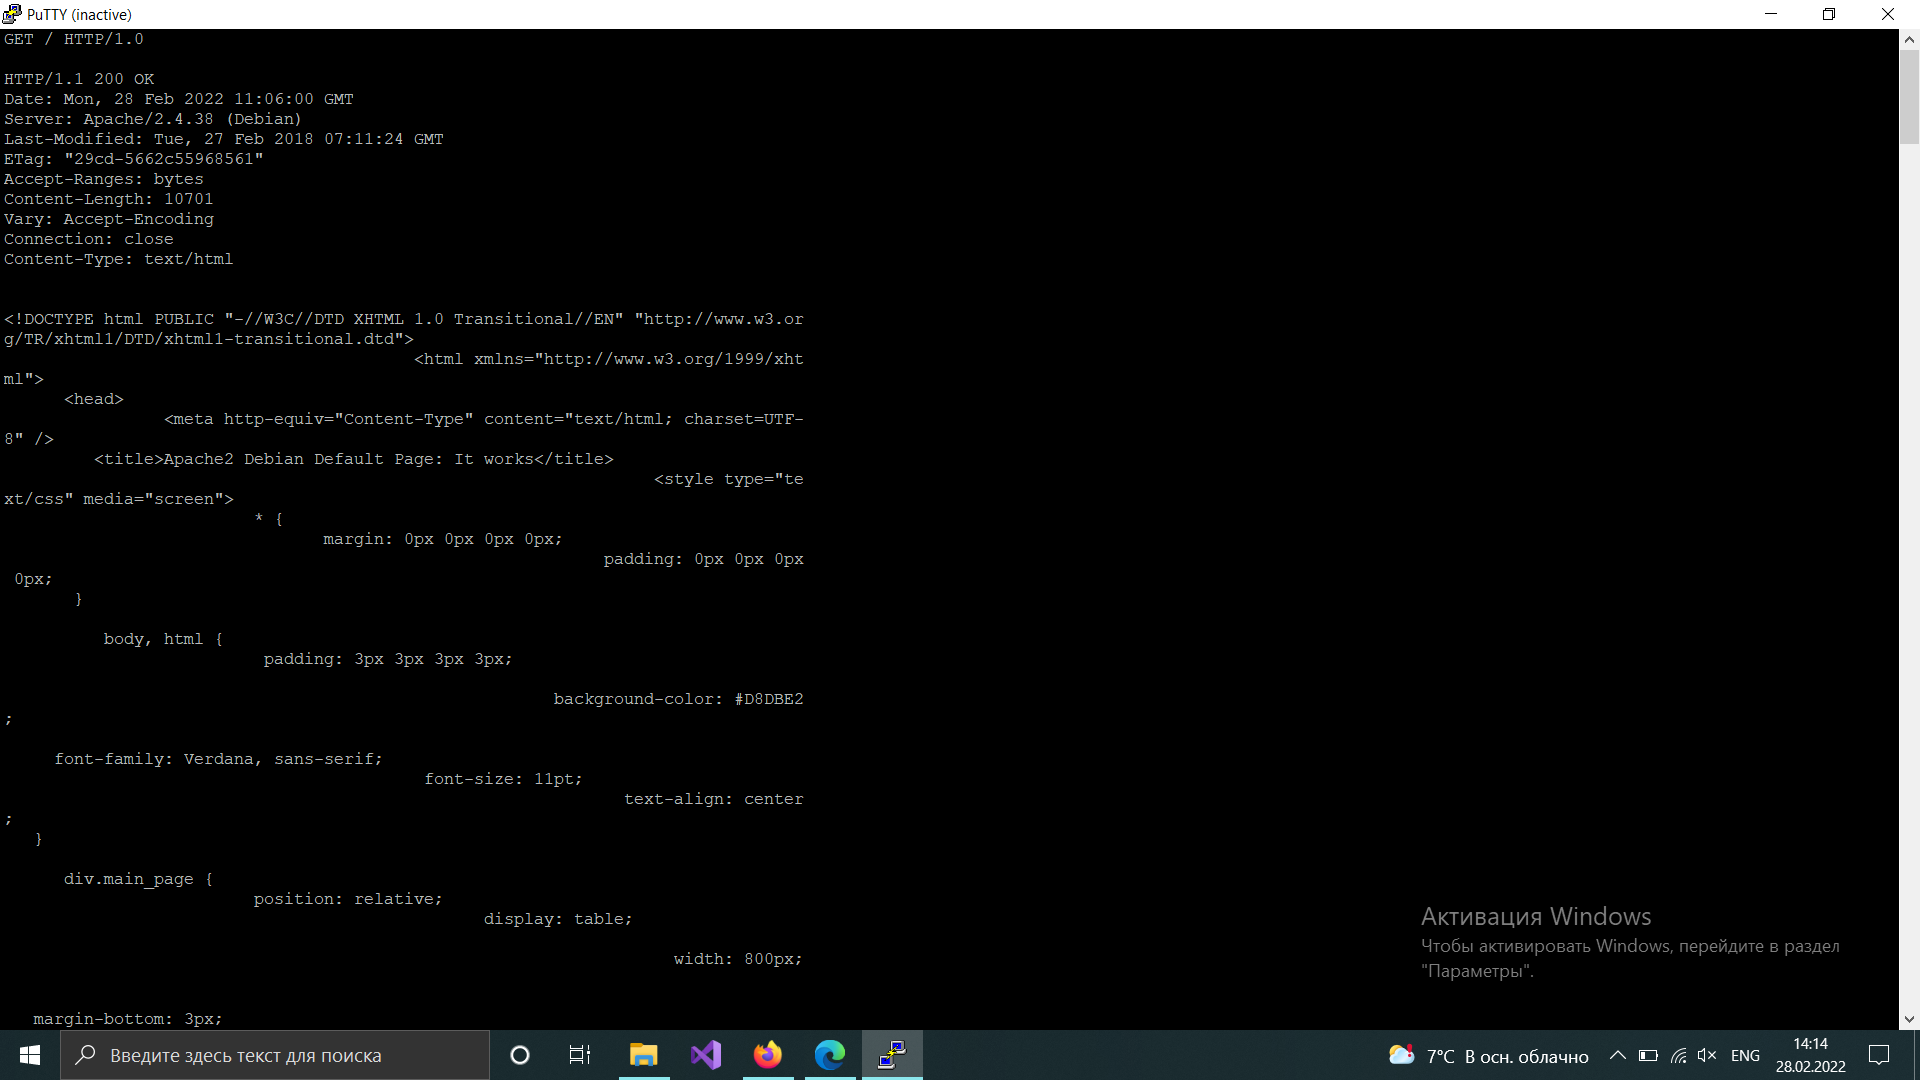 PuTTY (inactive)
GET / HTTP/1.0
HTTP/1.1 200 OK
Date: Mon, 28 Feb 2022 11:06:00 GMT
Server: Apache/2.4.38 (Debian)
Last-Modified: Tue, 27 Feb 2018 07:11:24 GMT
ETag: "29cd-5662c55968561"
Accept-Ranges: bytes
Content-Length: 10701
Vary: Accept-Encoding
Connection: close
Content-Type: text/html
<!DOCTYPE html PUBLIC "-//W3C//DTD XHTML 1.0 Transitional//EN" "http://www.w3.or
g/TR/xhtml1/DTD/xhtml1-transitional.dtd">
<html xmlns="http://www.w3.org/1999/xht
ml">
<head>
<meta http-equiv="Content-Type" content="text/html; charset=UTF-
8" />
<title>Apache2 Debian Default Page: It works</title>
<style type="te
xt/css" media="screen">
* {
margin: 0px 0px 0px 0px;
padding: 0px 0px 0px
0px;
}
body, html {
padding: 3px 3px 3px 3px;
background-color: #D8DBE2
;
font-family: Verdana, sans-serif;
font-size: 11pt;
text-align: center
;
}
div.main_page {
position: relative;
display: table;
width: 800px;
margin-bottom: 3px;
Активация Windows
Чтобы активировать Windows, перейдите в раздел
"Параметры".
Введите здесь текст для поиска
7°C В осн. облачно
ENG
14:14
28.02.2022